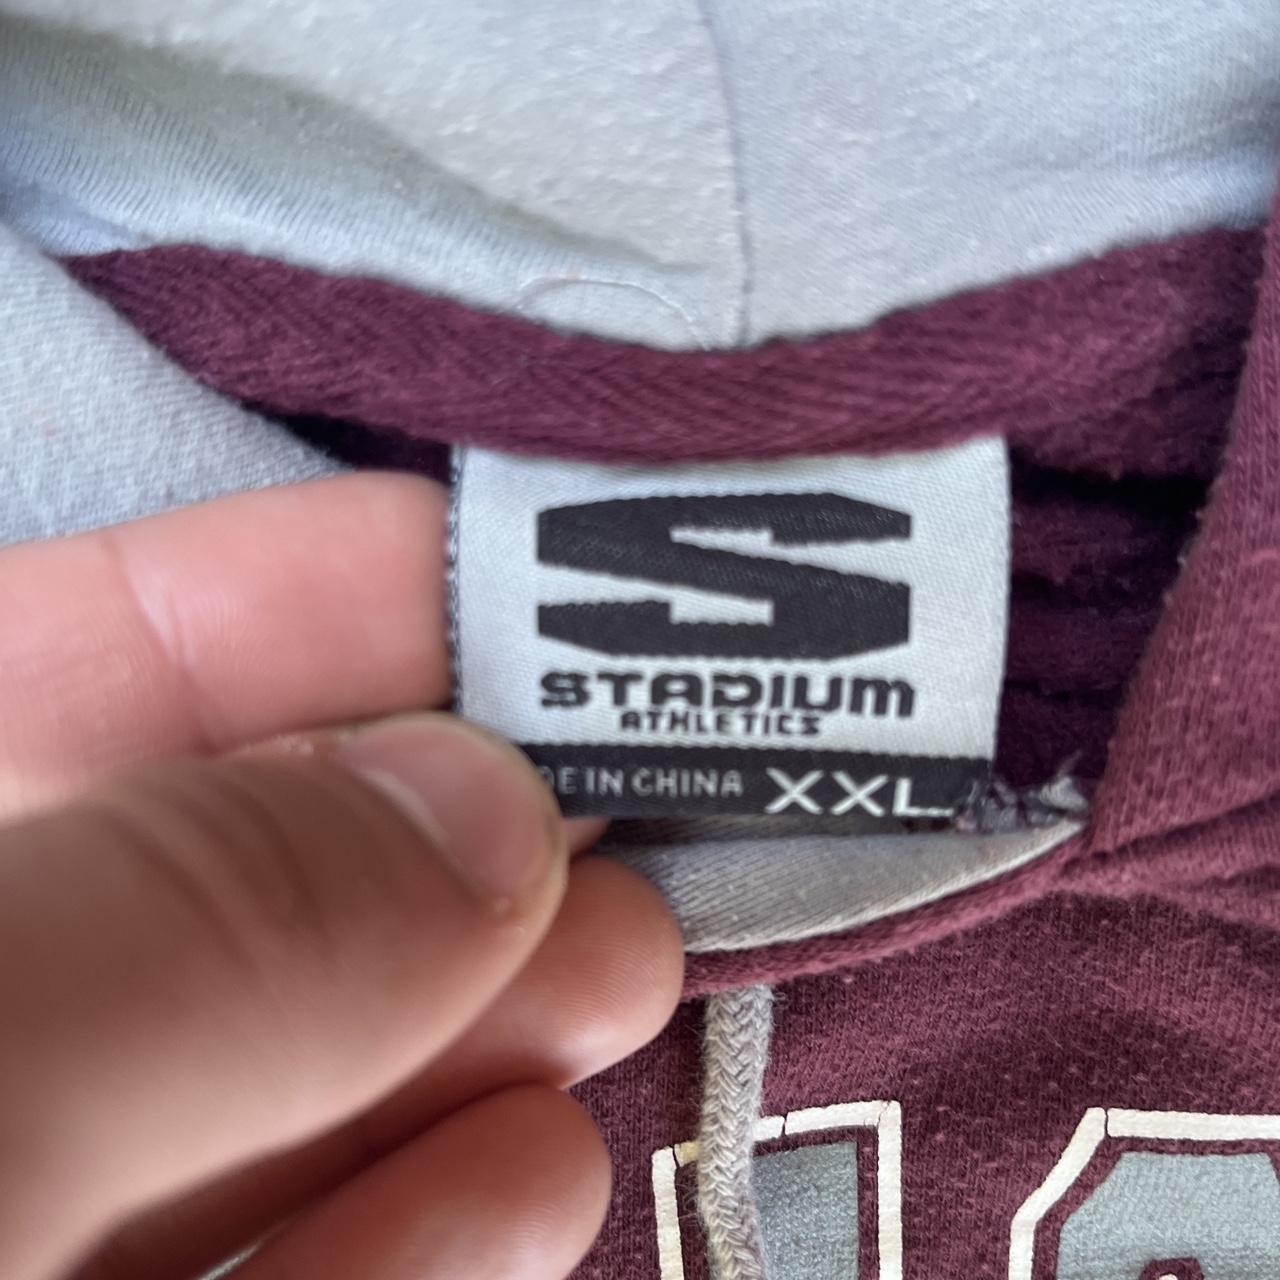 S
STADIUM
ATHLETICS
DE IN CHINA XXL